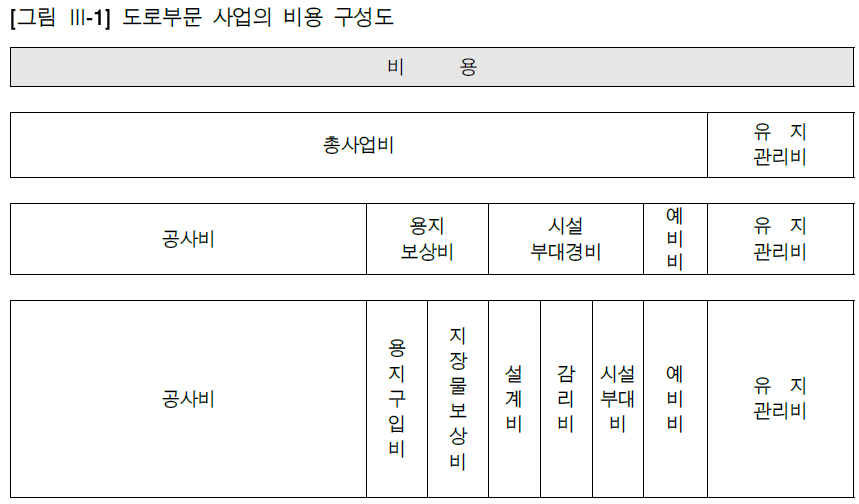 [그림 Ⅲ-1] 도로부문 사업의 비용 구성도
비 용
총사업비
유 지
관리비
공사비
용지
보상비
시설
부대경비
예
비
비
유 지
관리비
공사비
용
지
구
입
비
지
장
물
보
상
비
설
계
비
감
리
비
시설
부대
비
예
비
비
유 지
관리비